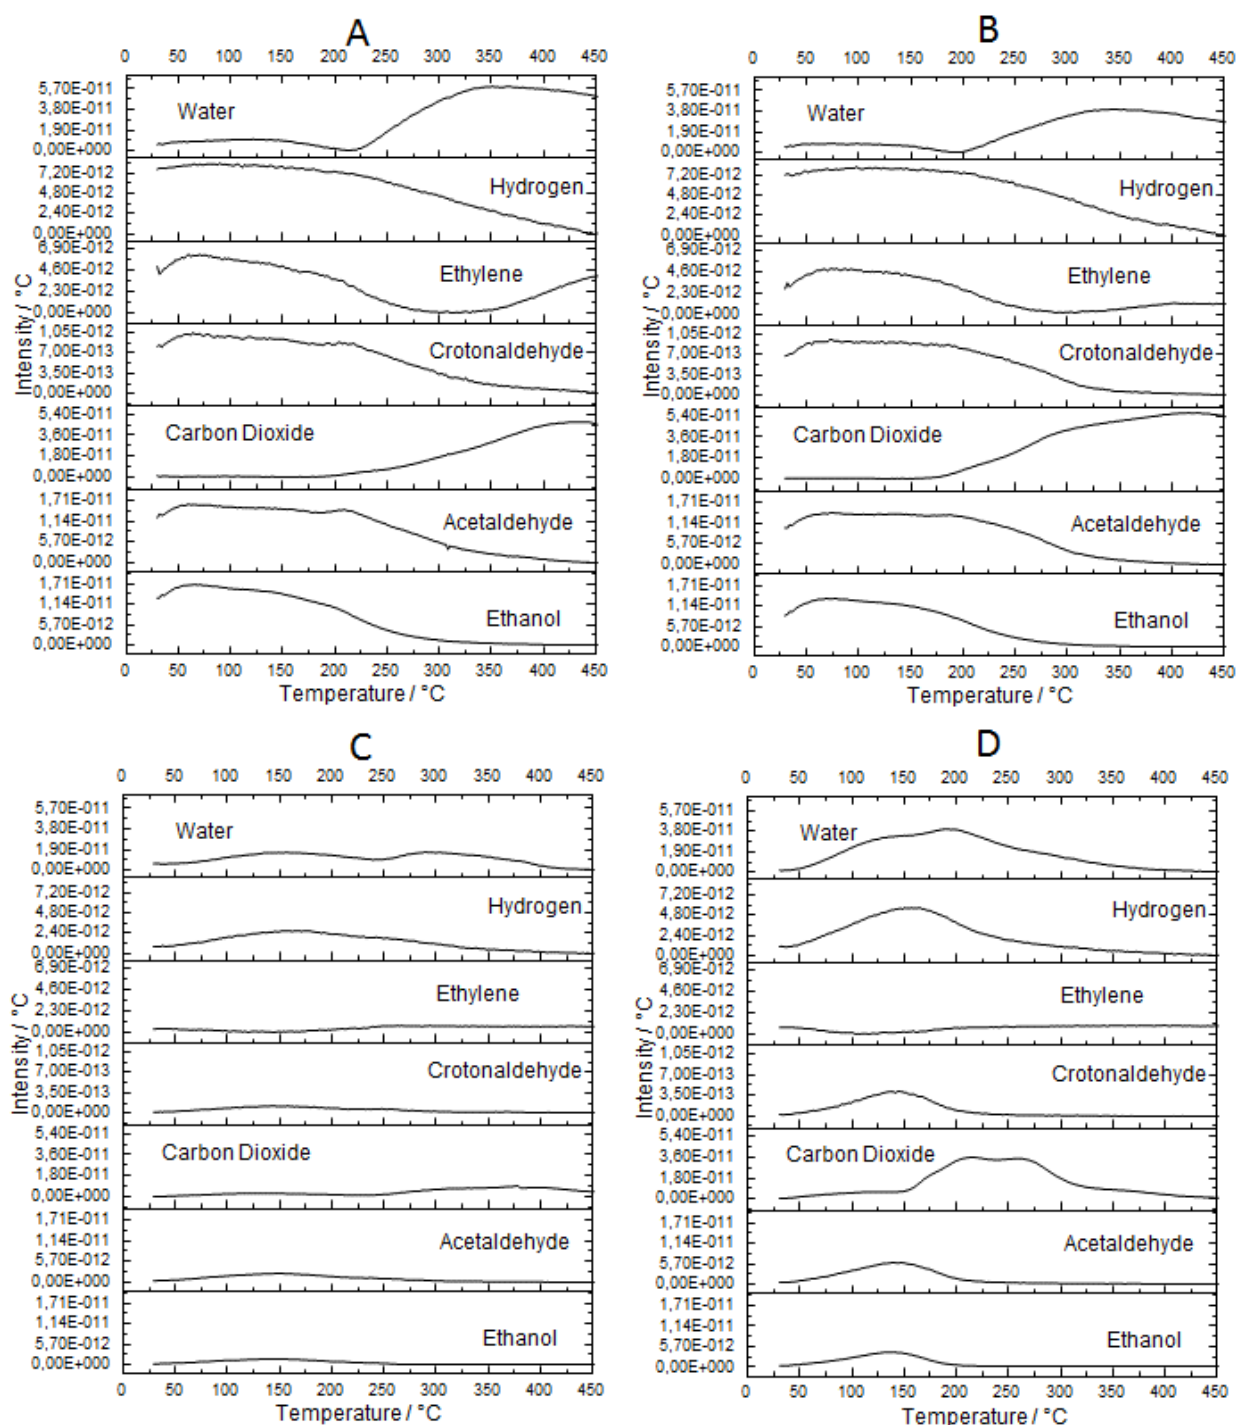 A
0 50 100 150 200 250 300 350 400 450
5,70E-011
3,80E-011
1,90E-011
0,00E+000
Water
7,20E-012
4,80E-012
2,40E-012
0,00E+000
Hydrogen
6,90E-012
4,60E-012
2,30E-012
0,00E+000
Ethylene
1,05E-012
7,00E-013
3,50E-013
0,00E+000
Crotonaldehyde
5,40E-011
3,60E-011
1,80E-011
0,00E+000
Carbon Dioxide
1,71E-011
1,14E-011
5,70E-012
0,00E+000
Acetaldehyde
1,71E-011
1,14E-011
5,70E-012
0,00E+000
Ethanol
Intensity / °C
0 50 100 150 200 250 300 350 400 450
Temperature / °C
B
0 50 100 150 200 250 300 350 400 450
5,70E-011
3,80E-011
1,90E-011
0,00E+000
Water
7,20E-012
4,80E-012
2,40E-012
0,00E+000
Hydrogen
6,90E-012
4,60E-012
2,30E-012
0,00E+000
Ethylene
1,05E-012
7,00E-013
3,50E-013
0,00E+000
Crotonaldehyde
5,40E-011
3,60E-011
1,80E-011
0,00E+000
Carbon Dioxide
1,71E-011
1,14E-011
5,70E-012
0,00E+000
Acetaldehyde
1,71E-011
1,14E-011
5,70E-012
0,00E+000
Ethanol
Intensity / °C
0 50 100 150 200 250 300 350 400 450
Temperature / °C
C
0 50 100 150 200 250 300 350 400 450
5,70E-011
3,80E-011
1,90E-011
0,00E+000
Water
7,20E-012
4,80E-012
2,40E-012
0,00E+000
Hydrogen
6,90E-012
4,60E-012
2,30E-012
0,00E+000
Ethylene
1,05E-012
7,00E-013
3,50E-013
0,00E+000
Crotonaldehyde
5,40E-011
3,60E-011
1,80E-011
0,00E+000
Carbon Dioxide
1,71E-011
1,14E-011
5,70E-012
0,00E+000
Acetaldehyde
1,71E-011
1,14E-011
5,70E-012
0,00E+000
Ethanol
Intensity / °C
0 50 100 150 200 250 300 350 400 450
Temperature / °C
D
0 50 100 150 200 250 300 350 400 450
5,70E-011
3,80E-011
1,90E-011
0,00E+000
Water
7,20E-012
4,80E-012
2,40E-012
0,00E+000
Hydrogen
6,90E-012
4,60E-012
2,30E-012
0,00E+000
Ethylene
1,05E-012
7,00E-013
3,50E-013
0,00E+000
Crotonaldehyde
5,40E-011
3,60E-011
1,80E-011
0,00E+000
Carbon Dioxide
1,71E-011
1,14E-011
5,70E-012
0,00E+000
Acetaldehyde
1,71E-011
1,14E-011
5,70E-012
0,00E+000
Ethanol
Intensity / °C
0 50 100 150 200 250 300 350 400 450
Temperature / °C